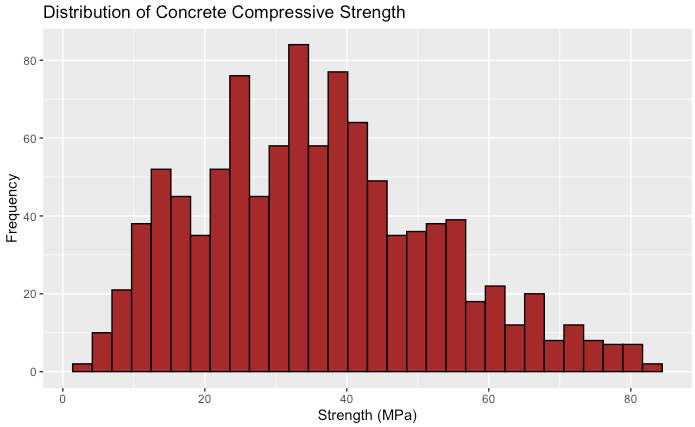 Distribution of Concrete Compressive Strength
80
60
40
20
0
Frequency
0 20 40 60 80
Strength (MPa)